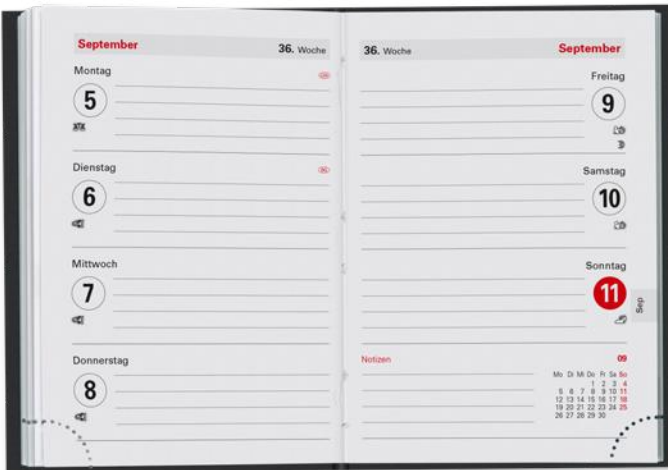 September 36. Woche
Montag
5
Dienstag
6
Mittwoch
7
Donnerstag
8
36. Woche September
Freitag
9
Samstag
10
Sonntag
11
Sep
Notizen 09
Mo Di Mi Do Fr Sa So
1 2 3 4
5 6 7 8 9 10 11
12 13 14 15 16 17 18
19 20 21 22 23 24 25
26 27 28 29 30